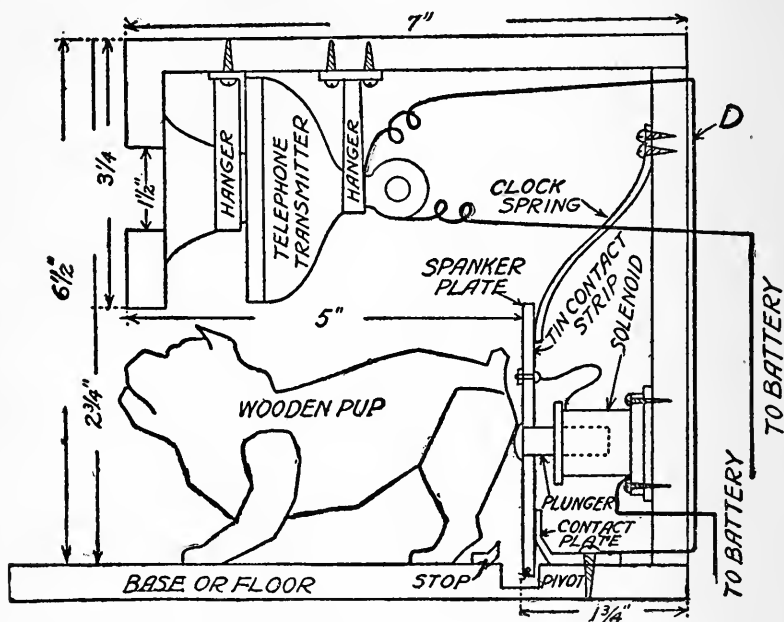 7"
D
3 1/4
1 1/2"
6 1/2"
2 3/4"
HANGER
TELEPHONE
TRANSMITTER
HANGER
CLOCK
SPRING
SPANKER
PLATE
TIN CONTACT
STRIP
SOLENOID
5"
WOODEN PUP
TO BATTERY
PLUNGER
CONTACT
PLATE
TO BATTERY
BASE OR FLOOR
STOP
PIVOT
1 3/4"